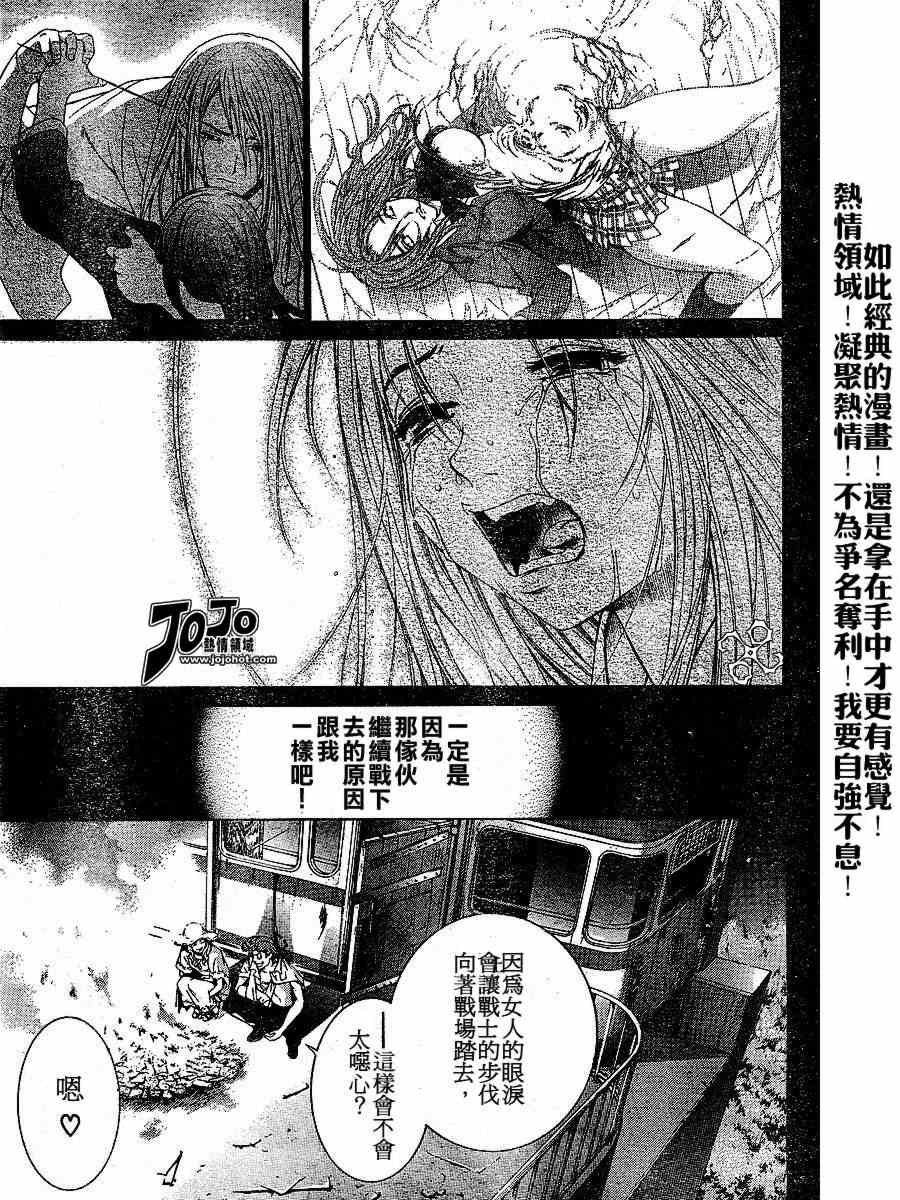 如此經典的漫畫！還是拿在手中才更有感覺！
熱情領域！凝聚熱情！不為爭名奪利！我要自強不息！
JOJO
熱情領域
www.jojohot.com
一定是
因為
那傢伙
繼續戰下
去的原因
跟我
一樣吧！
因爲女人的眼淚
會讓戰士的步伐
向著戰場踏去，
——這樣會不會
太噁心？
嗯♡